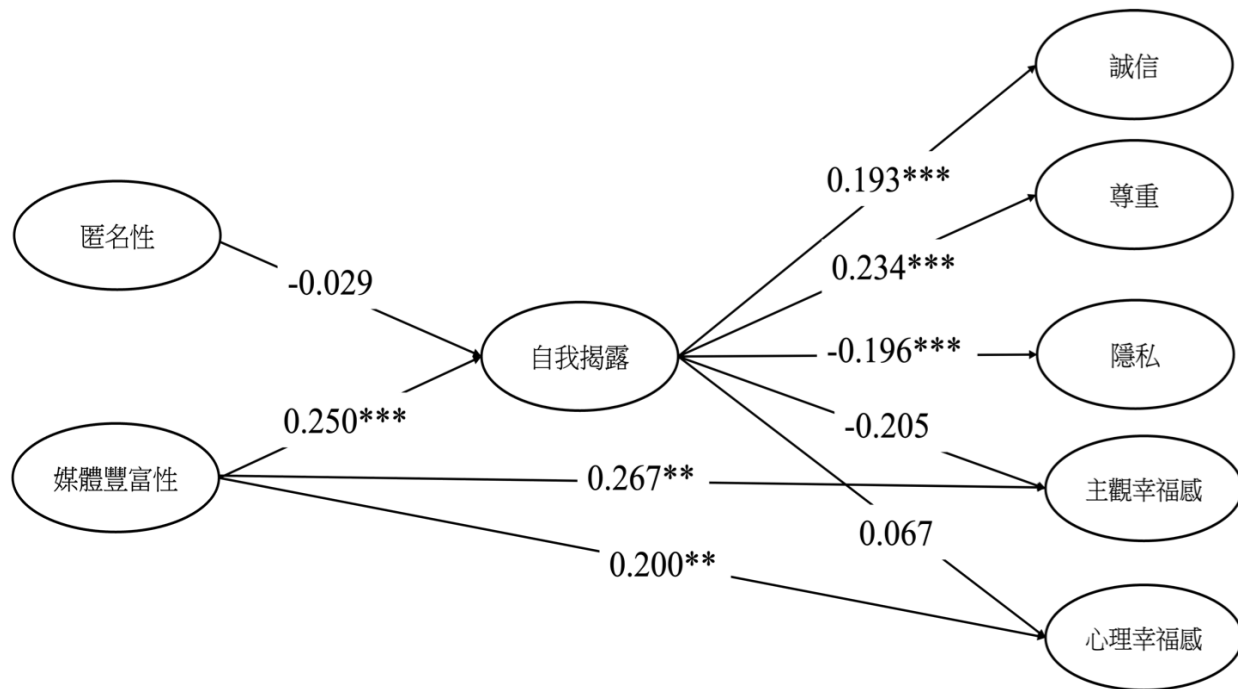 誠信
0.193***
尊重
匿名性
0.234***
-0.029
自我揭露
-0.196***
隱私
0.250***
-0.205
媒體豐富性
0.267**
主觀幸福感
0.067
0.200**
心理幸福感